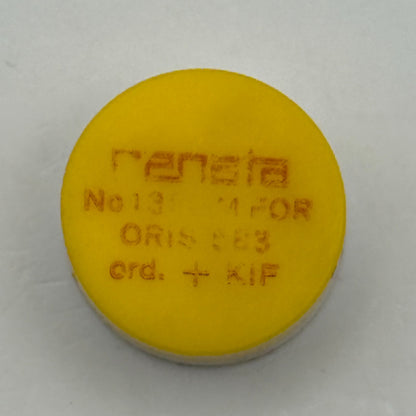 renata
No FOR
ORIS
ord. + KIF